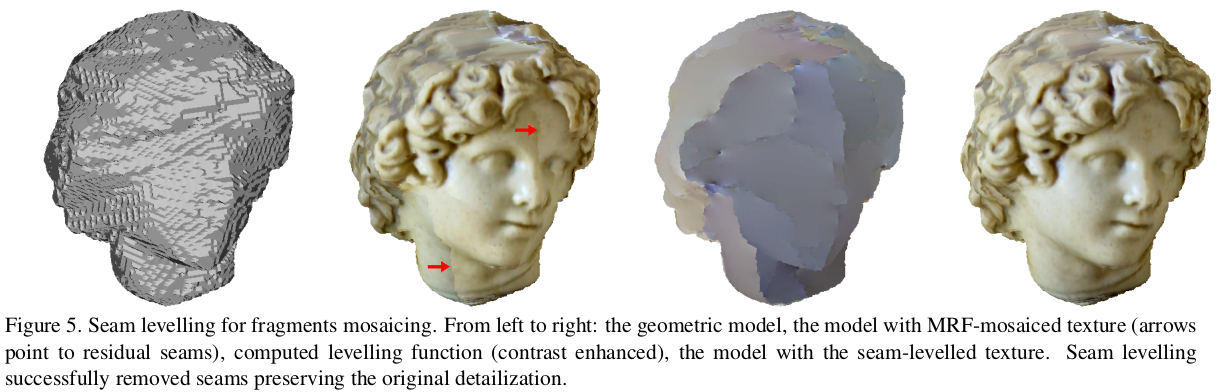 Figure 5. Seam levelling for fragments mosaicing. From left to right: the geometric model, the model with MRF-mosaiced texture (arrows
point to residual seams), computed levelling function (contrast enhanced), the model with the seam-levelled texture. Seam levelling
successfully removed seams preserving the original detailization.